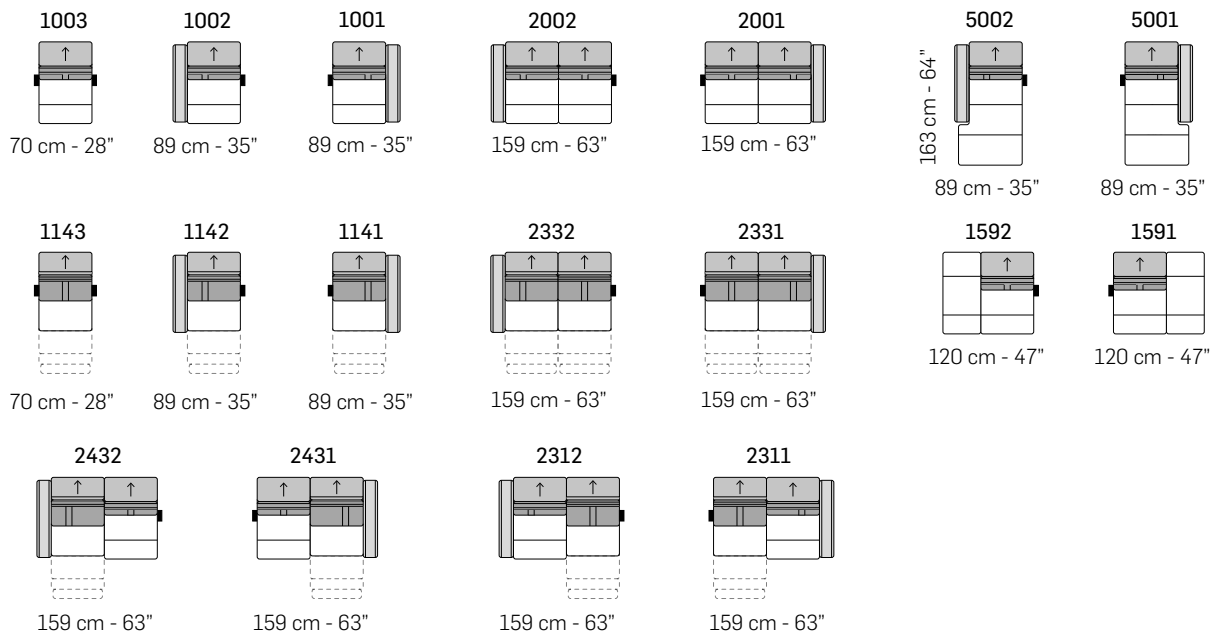 1003 1002 1001 2002 2001 5002 5001
163 cm - 64”
70 cm - 28” 89 cm - 35” 89 cm - 35” 159 cm - 63” 159 cm - 63”
89 cm - 35” 89 cm - 35”
1143 1142 1141 2332 2331 1592 1591
120 cm - 47” 120 cm - 47”
70 cm - 28” 89 cm - 35” 89 cm - 35” 159 cm - 63” 159 cm - 63”
2432 2431 2312 2311
159 cm - 63” 159 cm - 63” 159 cm - 63” 159 cm - 63”